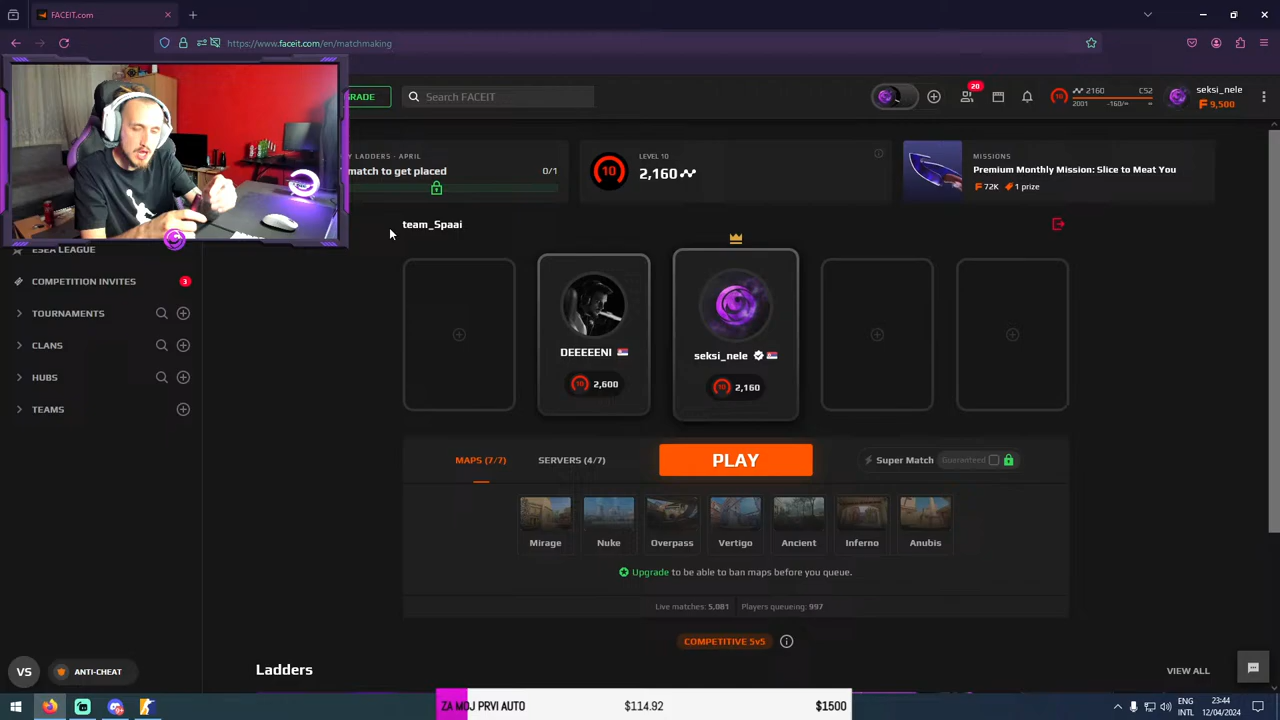 FACEIT.com
https://www.faceit.com/en/matchmaking
RADE
Search FACEIT
20
10
2160
C52
2001
-160/∞
∞
seksi_nele
9,500
Y LADDERS - APRIL
match to get placed
0/1
10
LEVEL 10
2,160
MISSIONS
Premium Monthly Mission: Slice to Meat You
72K
1 prize
team_Spaai
ESEA LEAGUE
COMPETITION INVITES
3
TOURNAMENTS
CLANS
HUBS
TEAMS
DEEEEENI
10 2,600
seksi_nele
10 2,160
MAPS (7/7)
SERVERS (4/7)
PLAY
Super Match
Guaranteed
Mirage
Nuke
Overpass
Vertigo
Ancient
Inferno
Anubis
Upgrade to be able to ban maps before you queue.
Live matches: 5,081
Players queueing: 997
COMPETITIVE 5v5
Ladders
VIEW ALL
VS
ANTI-CHEAT
ZA MOJ PRVI AUTO
$114.92
$1500
ENG
INTL
23:44
12/04/2024